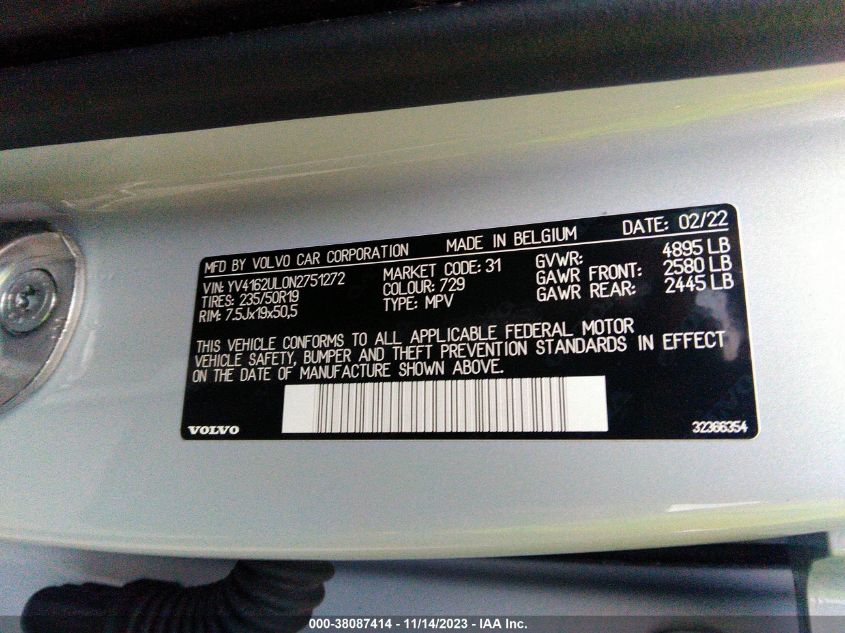 MFD BY VOLVO CAR CORPORATION MADE IN BELGIUM DATE: 02/22
VIN: YV4162UL0N2751272 MARKET CODE: 31 GVWR: 4895 LB
TIRES: 235/50R19 COLOUR: 729 GAWR FRONT: 2580 LB
RIM: 7.5Jx19x50,5 TYPE: MPV GAWR REAR: 2445 LB
THIS VEHICLE CONFORMS TO ALL APPLICABLE FEDERAL MOTOR
VEHICLE SAFETY, BUMPER AND THEFT PREVENTION STANDARDS IN EFFECT
ON THE DATE OF MANUFACTURE SHOWN ABOVE.
VOLVO 32366354
000-38087414 - 11/14/2023 - IAA Inc.